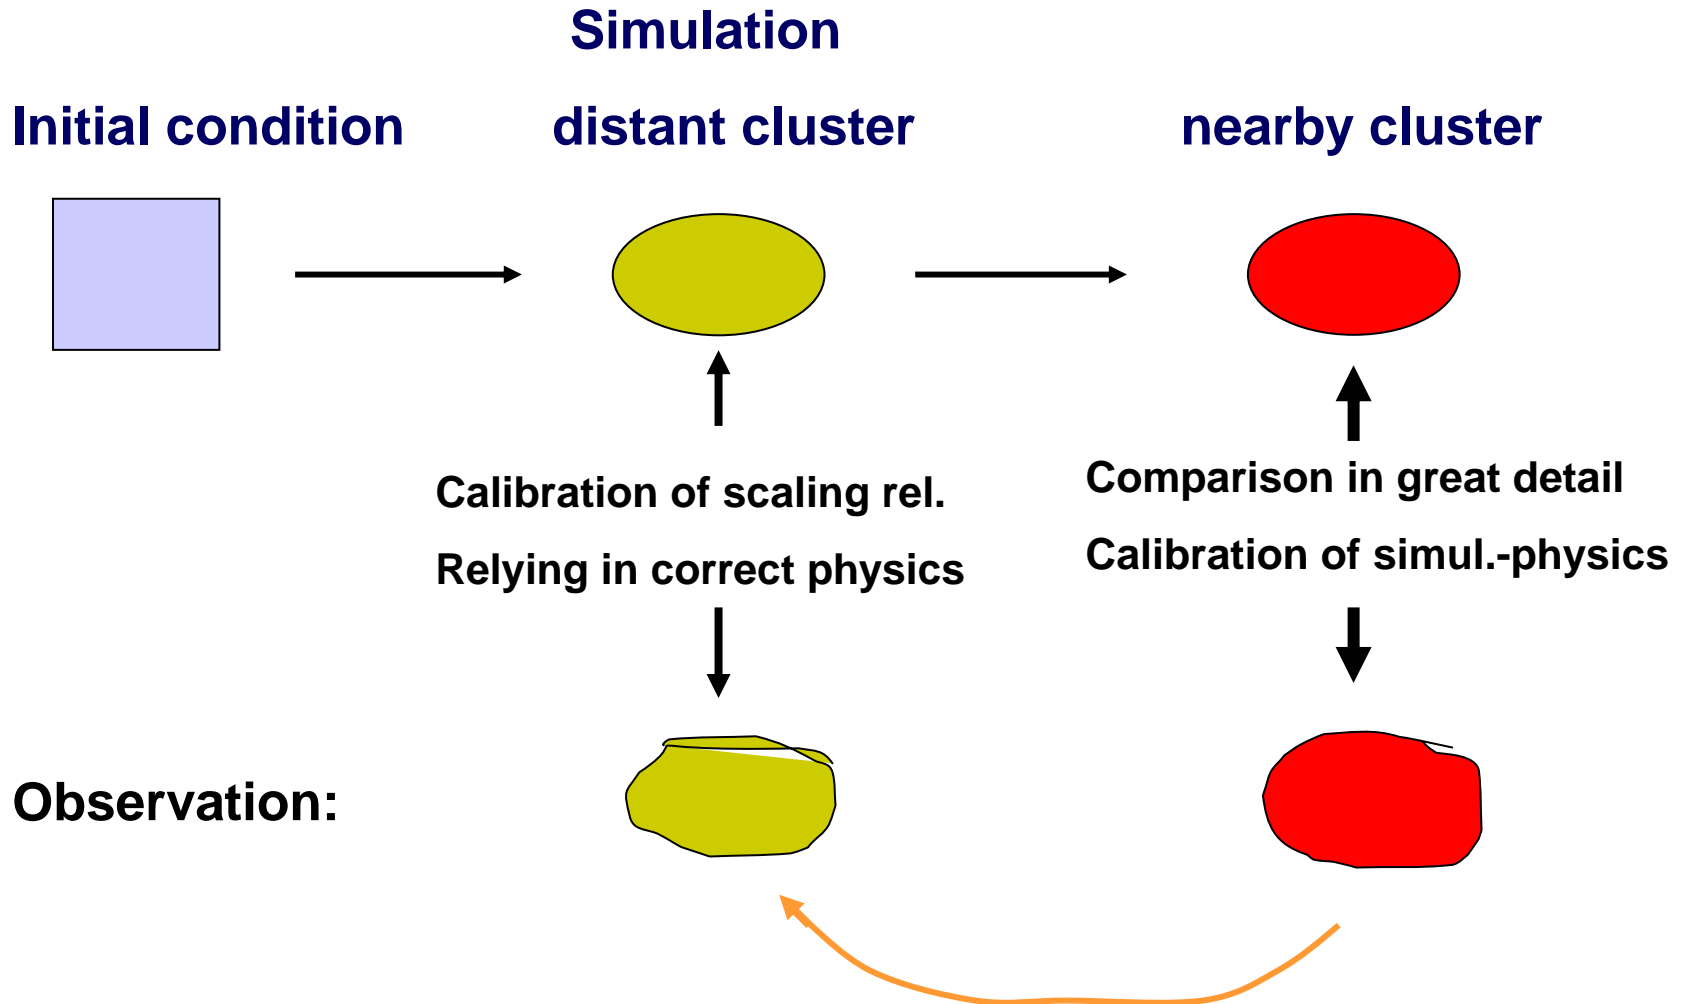 Simulation
Initial condition
distant cluster
nearby cluster
Calibration of scaling rel.
Relying in correct physics
Comparison in great detail
Calibration of simul.-physics
Observation: